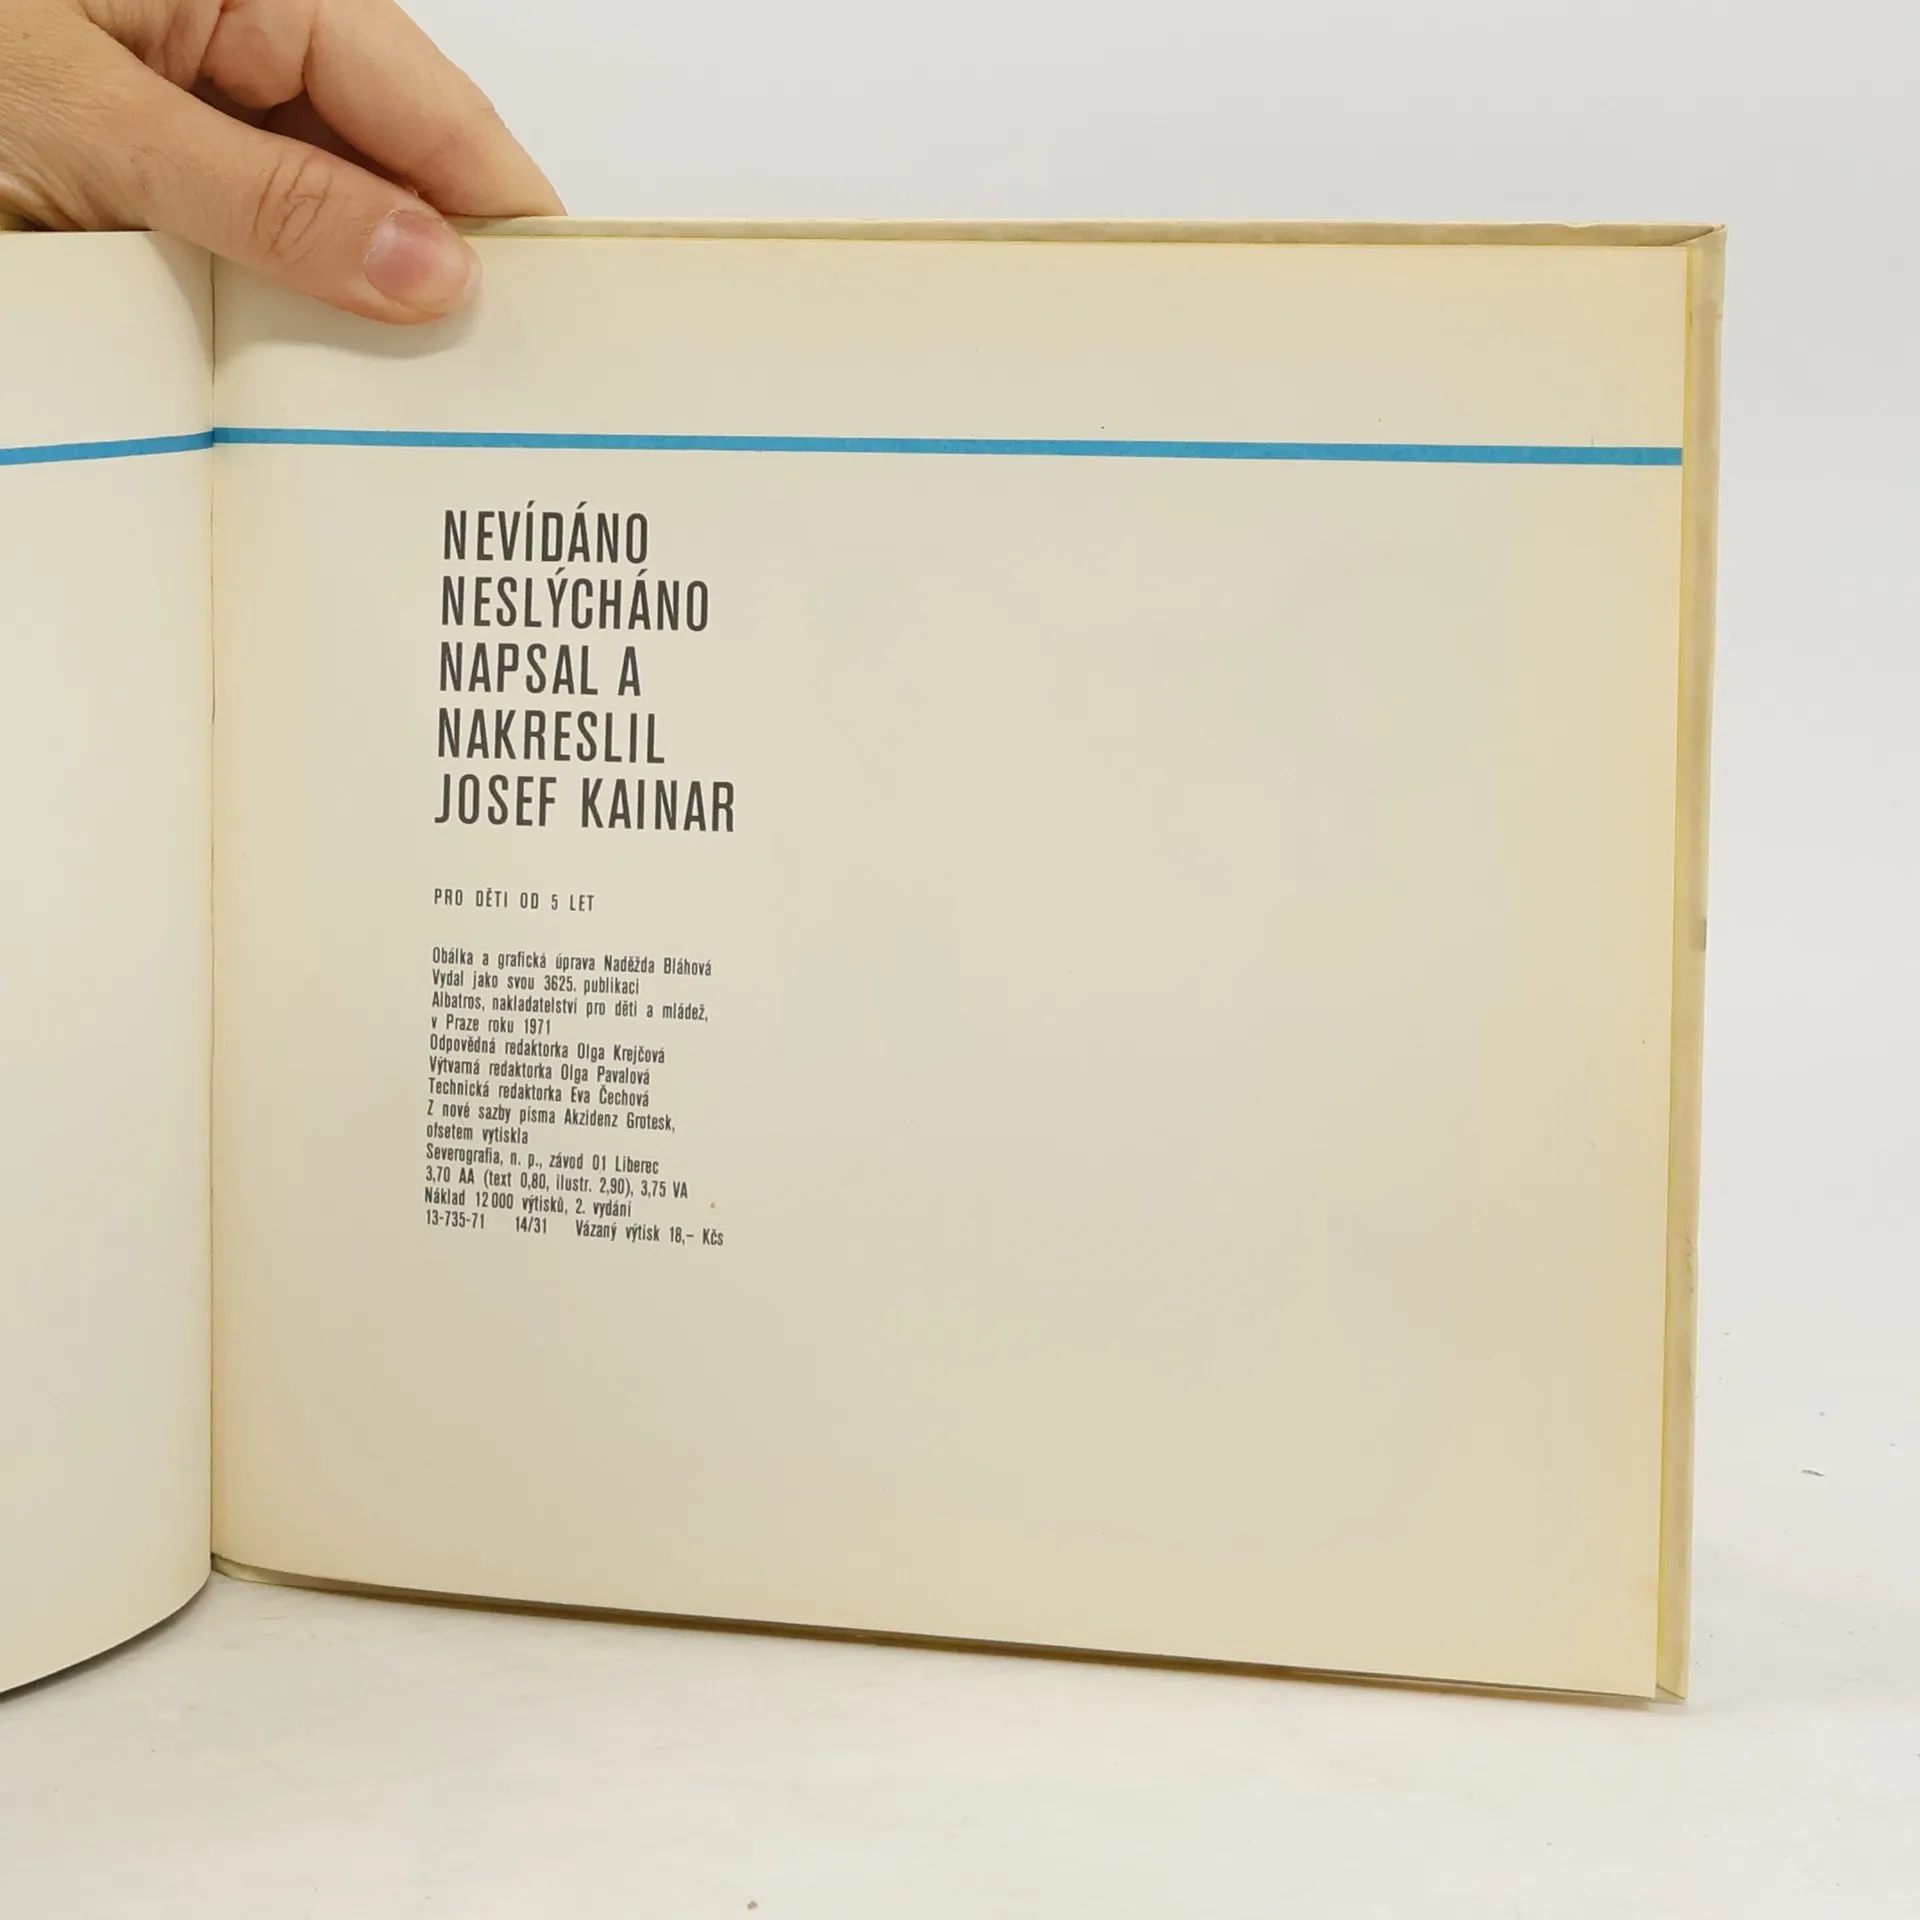 NEVÍDÁNO
NESLÝCHÁNO
NAPSAL A
NAKRESLIL
JOSEF KAINAR
PRO DĚTI OD 5 LET
Obálka a grafická úprava Naděžda Bláhová
Vydal jako svou 3625. publikaci
Albatros, nakladatelství pro děti a mládež,
v Praze roku 1971
Odpovědná redaktorka Olga Krejčová
Výtvarná redaktorka Olga Pavalová
Technická redaktorka Eva Čechová
Z nové sazby písma Akzidenz Grotesk,
ofsetem vytiskla
Severografia, n. p., závod 01 Liberec
3,70 AA (text 0,80, ilustr. 2,90), 3,75 VA
Náklad 12 000 výtisků, 2. vydání
13-735-71 14/31 Vázaný výtisk 18,– Kčs